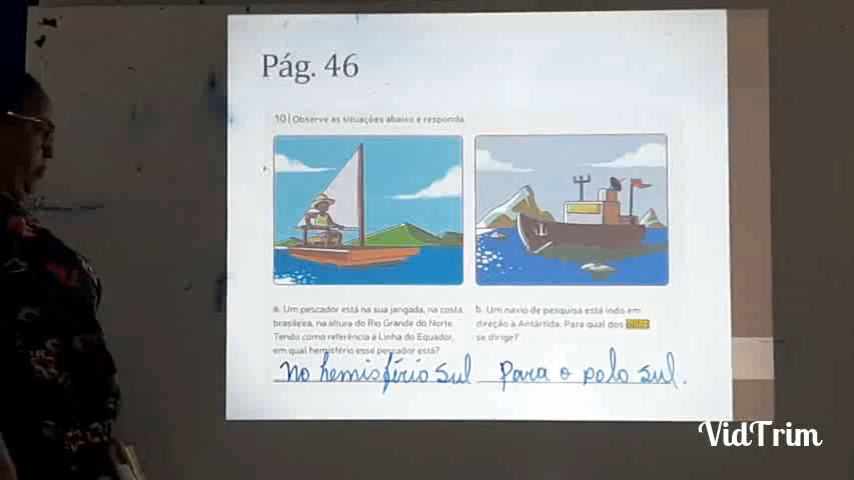 Pág. 46
10| Observe as situações abaixo e responda.
a. Um pescador está na sua jangada, na costa
brasileira, na altura do Rio Grande do Norte.
Tendo como referência a Linha do Equador,
em qual hemisfério esse pescador está?
No hemisfério sul
b. Um navio de pesquisa está indo em
direção à Antártida. Para qual dos
se dirige?
Para o polo sul.
VidTrim